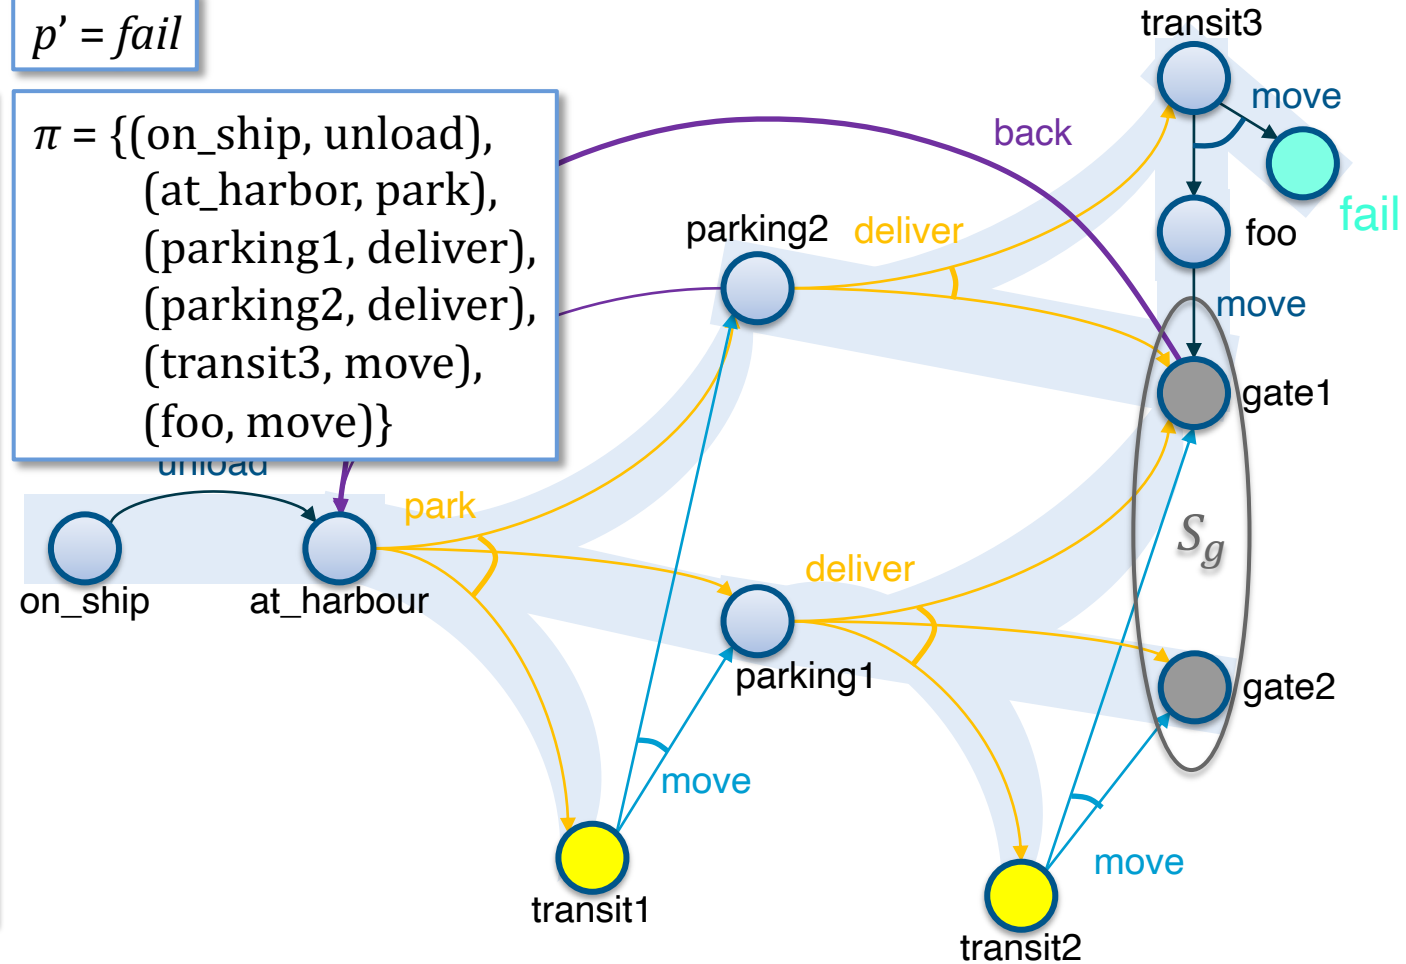 p' = fail
π = {(on_ship, unload),
(at_harbor, park),
(parking1, deliver),
(parking2, deliver),
(transit3, move),
(foo, move)}
transit3
move
back
fail
parking2
deliver
foo
move
gate1
unload
park
S_g
deliver
on_ship
at_harbour
parking1
gate2
move
move
transit1
transit2